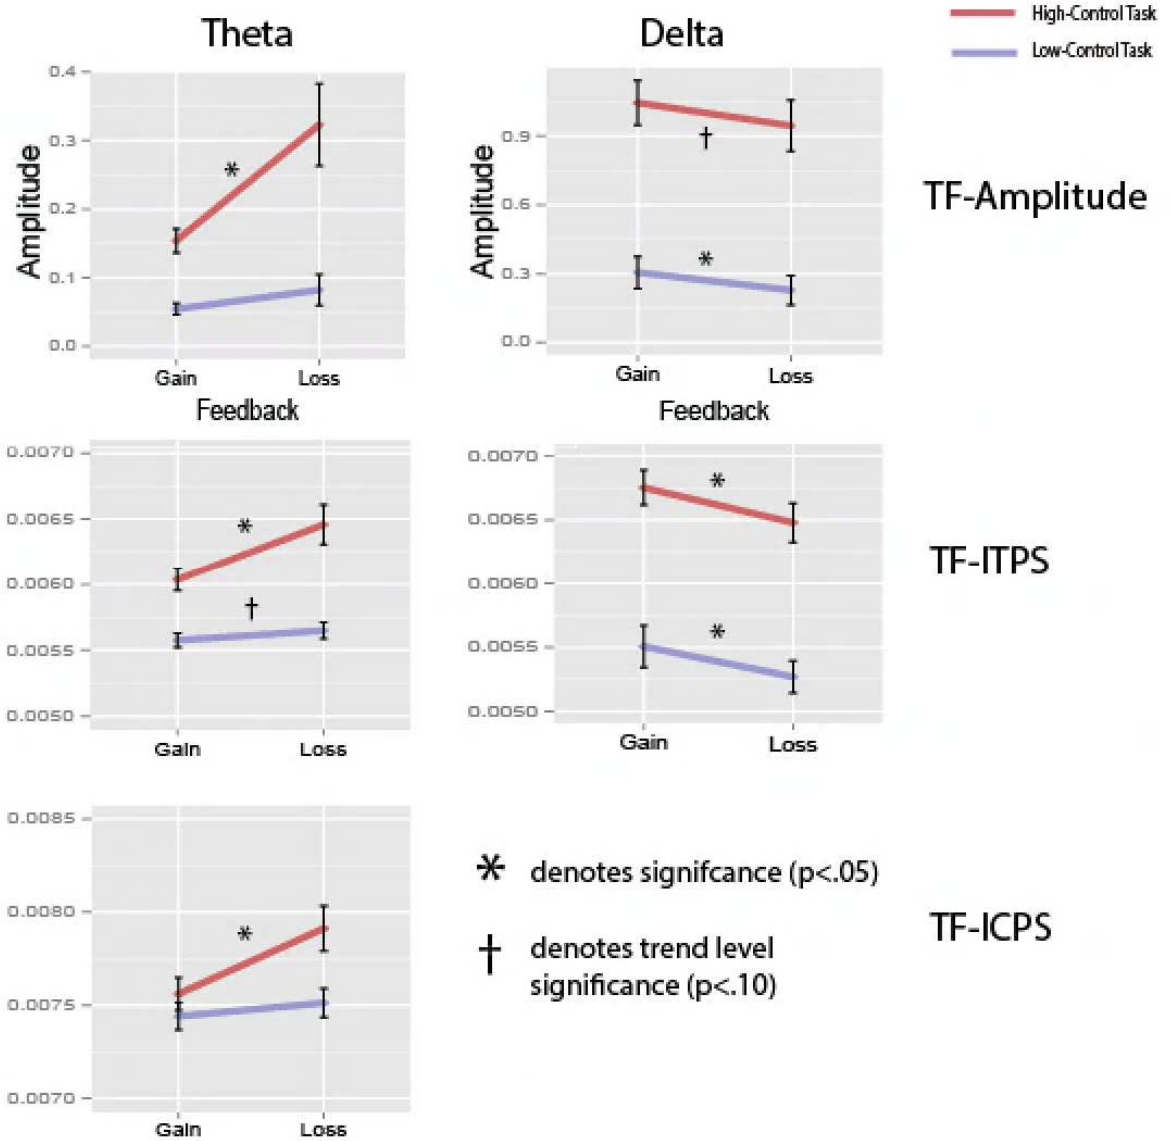 Theta
Delta
High-Control Task
Low-Control Task
0.4
0.3
0.2
0.1
0.0
Amplitude
*
Gain
Loss
Feedback
0.9
0.6
0.3
0.0
Amplitude
†
*
Gain
Loss
Feedback
TF-Amplitude
0.0070
0.0065
0.0060
0.0055
0.0050
*
†
Gain
Loss
0.0070
0.0065
0.0060
0.0055
0.0050
*
*
Gain
Loss
TF-ITPS
0.0085
0.0080
0.0075
0.0070
*
Gain
Loss
* denotes signifcance (p<.05)
† denotes trend level
significance (p<.10)
TF-ICPS